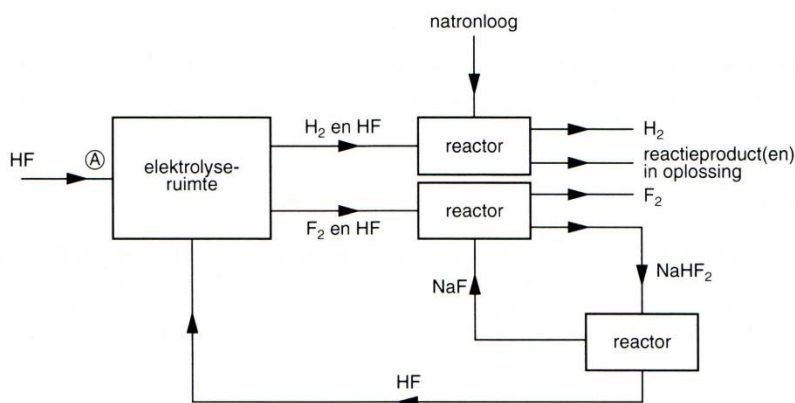 natronloog
H₂ en HF
H₂
HF
Ⓐ
elektrolyse-
ruimte
reactor
reactieproduct(en)
in oplossing
F₂ en HF
reactor
F₂
NaF
NaHF₂
reactor
HF